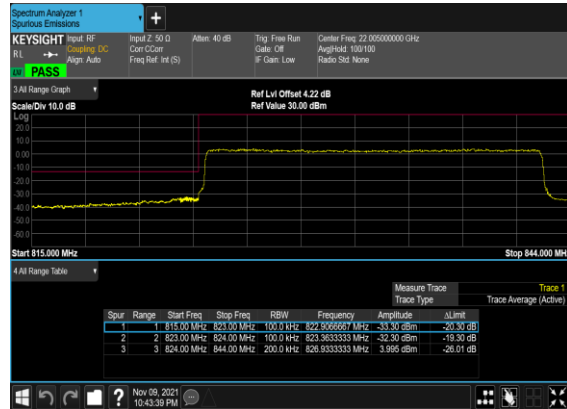 Spectrum Analyzer 1
Spurious Emissions
+
KEYSIGHT Input: RF Input Z: 50 Ω Atten: 40 dB Trig: Free Run Center Freq: 22.005000000 GHz
RL Coupling: DC Corr CCorr Gate: Off Avg|Hold: 100/100
Align: Auto Freq Ref: Int (S) IF Gain: Low Radio Std: None
LW PASS
3 All Range Graph
Ref Lvl Offset 4.22 dB
Scale/Div 10.0 dB Ref Value 30.00 dBm
Log
20.0
10.0
0.00
-10.0
-20.0
-30.0
-40.0
-50.0
-60.0
Start 815.000 MHz Stop 844.000 MH
4 All Range Table
Measure Trace Trace 1
Trace Type Trace Average (Active)
Spur Range Start Freq Stop Freq RBW Frequency Amplitude ΔLimit
1 1 815.00 MHz 823.00 MHz 100.0 kHz 822.9066667 MHz -33.30 dBm -20.30 dB
2 2 823.00 MHz 824.00 MHz 100.0 kHz 823.3633333 MHz -32.30 dBm -19.30 dB
3 3 824.00 MHz 844.00 MHz 200.0 kHz 826.9333333 MHz 3.995 dBm -26.01 dB
? Nov 09, 2021
10:43:39 PM